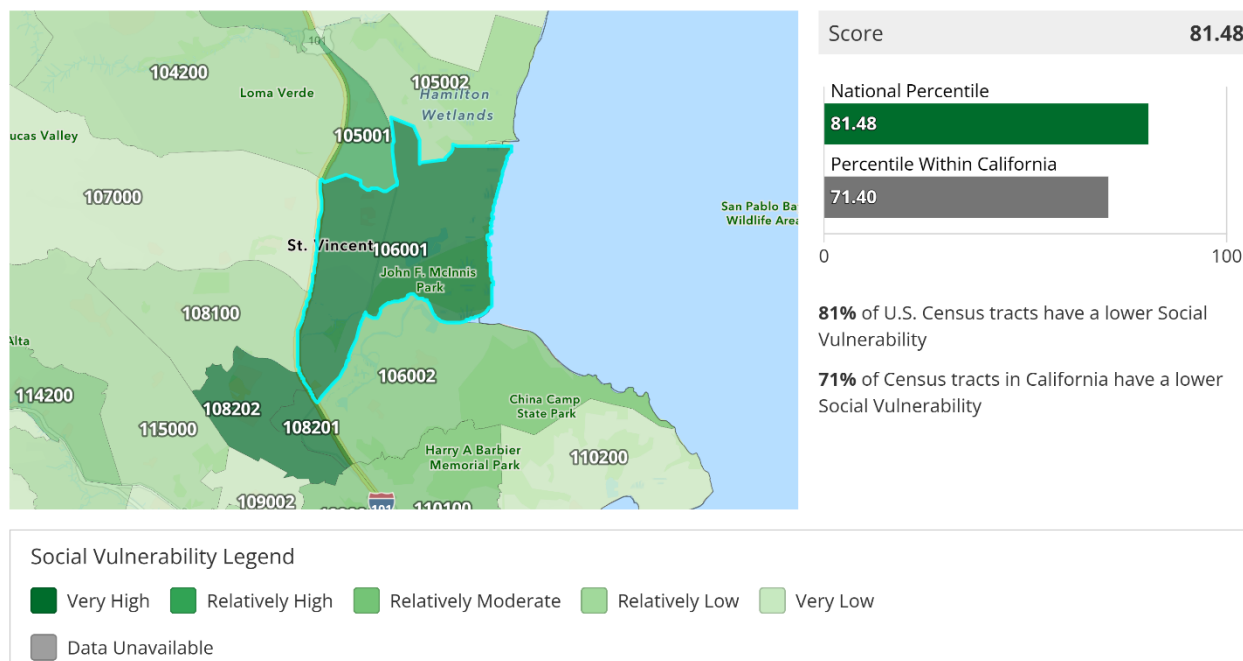 101
104200
105002
Loma Verde
Hamilton
Wetlands
105001
ucas Valley
107000
San Pablo Ba
Wildlife Area
St. Vincent
106001
John F. McInnis
Park
108100
Alta
106002
114200
China Camp
State Park
108202
108201
115000
Harry A Barbier
Memorial Park
110200
109002
101
110100
Score 81.48
National Percentile
81.48
Percentile Within California
71.40
0 100
81% of U.S. Census tracts have a lower Social
Vulnerability
71% of Census tracts in California have a lower
Social Vulnerability
Social Vulnerability Legend
Very High Relatively High Relatively Moderate Relatively Low Very Low
Data Unavailable